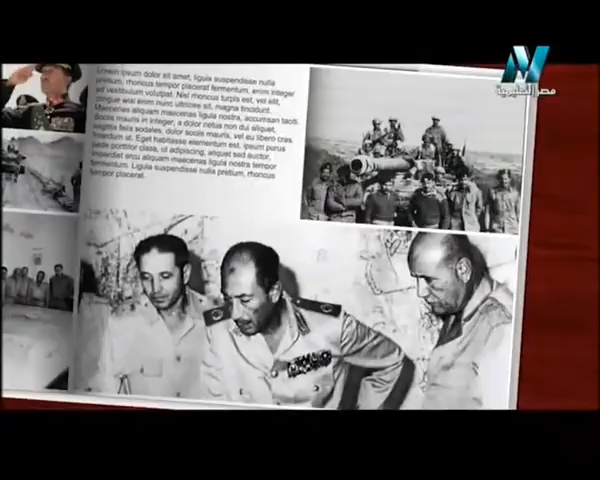 Lorem ipsum dolor sit amet, ligula suspendisse nulla
pretium, rhoncus tempor placerat fermentum, enim integer
ad vestibulum volutpat. Nisl rhoncus turpis est, vel elit,
congue wisi enim nunc ultricies sit, magna tincidunt.
Maecenas aliquam maecenas ligula nostra, accumsan taciti.
Sociis mauris in integer, a dolor netus non dui aliquet,
sagittis felis sodales, dolor sociis mauris, vel eu libero cras.
Interdum at. Eget habitasse elementum est, ipsum purus
pede porttitor class, ut adipiscing, aliquet sed auctor,
imperdiet arcu aliquam maecenas ligula nostra tempor
fermentum. Ligula suspendisse nulla pretium, rhoncus
tempor placerat.
مصر التعليمية